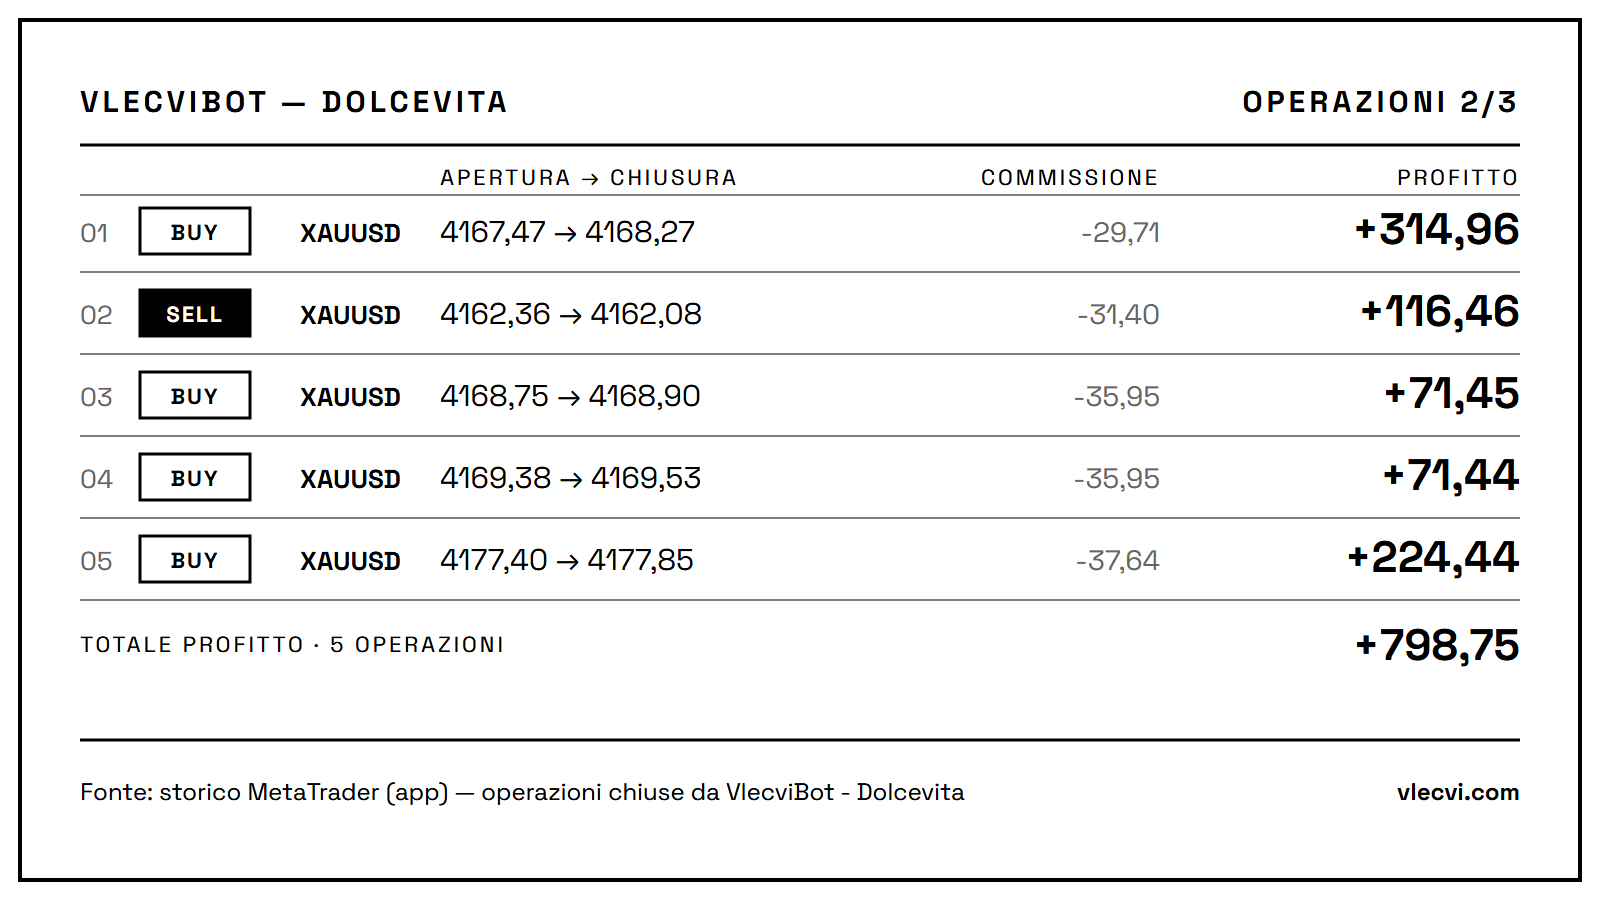 VLECVIBOT — DOLCEVITA OPERAZIONI 2/3
APERTURA → CHIUSURA COMMISSIONE PROFITTO
01 BUY XAUUSD 4167,47 → 4168,27 -29,71 +314,96
02 SELL XAUUSD 4162,36 → 4162,08 -31,40 +116,46
03 BUY XAUUSD 4168,75 → 4168,90 -35,95 +71,45
04 BUY XAUUSD 4169,38 → 4169,53 -35,95 +71,44
05 BUY XAUUSD 4177,40 → 4177,85 -37,64 +224,44
TOTALE PROFITTO · 5 OPERAZIONI +798,75
Fonte: storico MetaTrader (app) — operazioni chiuse da VlecviBot - Dolcevita vlecvi.com